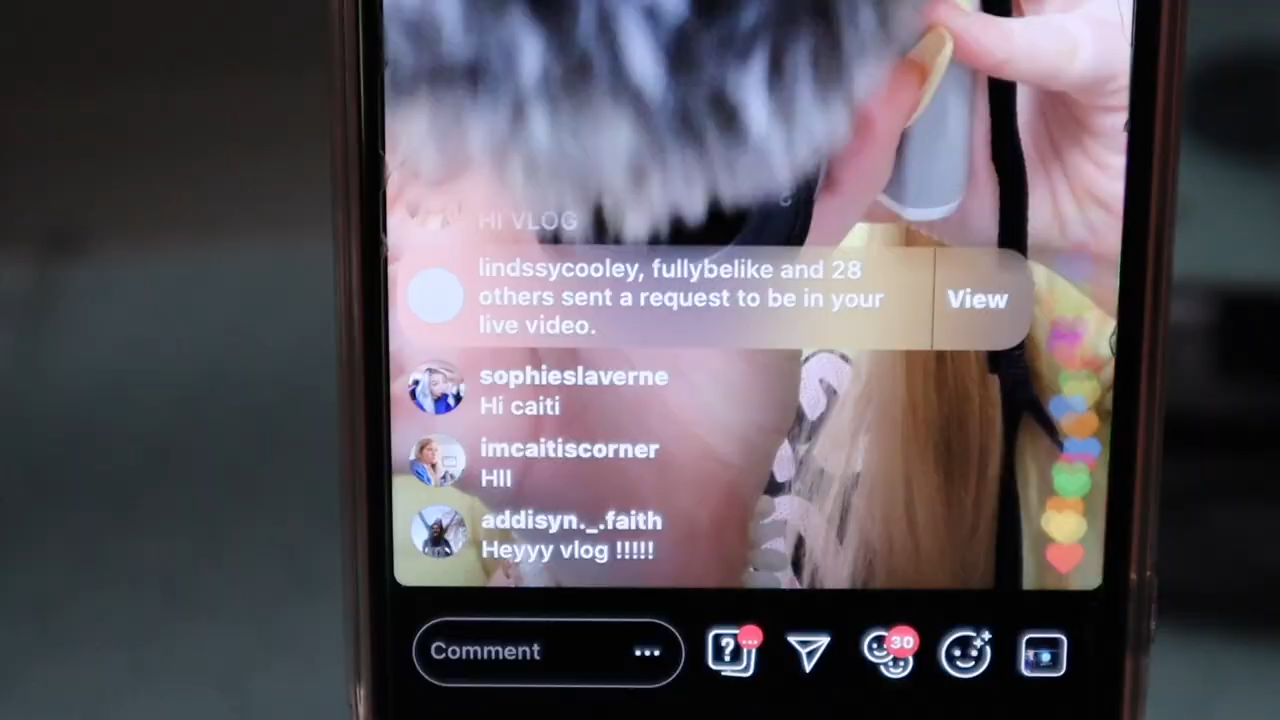 HI VLOG
lindssycooley, fullybelike and 28
others sent a request to be in your
live video.
View
sophieslaverne
Hi caiti
imcaitiscorner
HII
addisyn._.faith
Heyyy vlog !!!!!
Comment
?
30